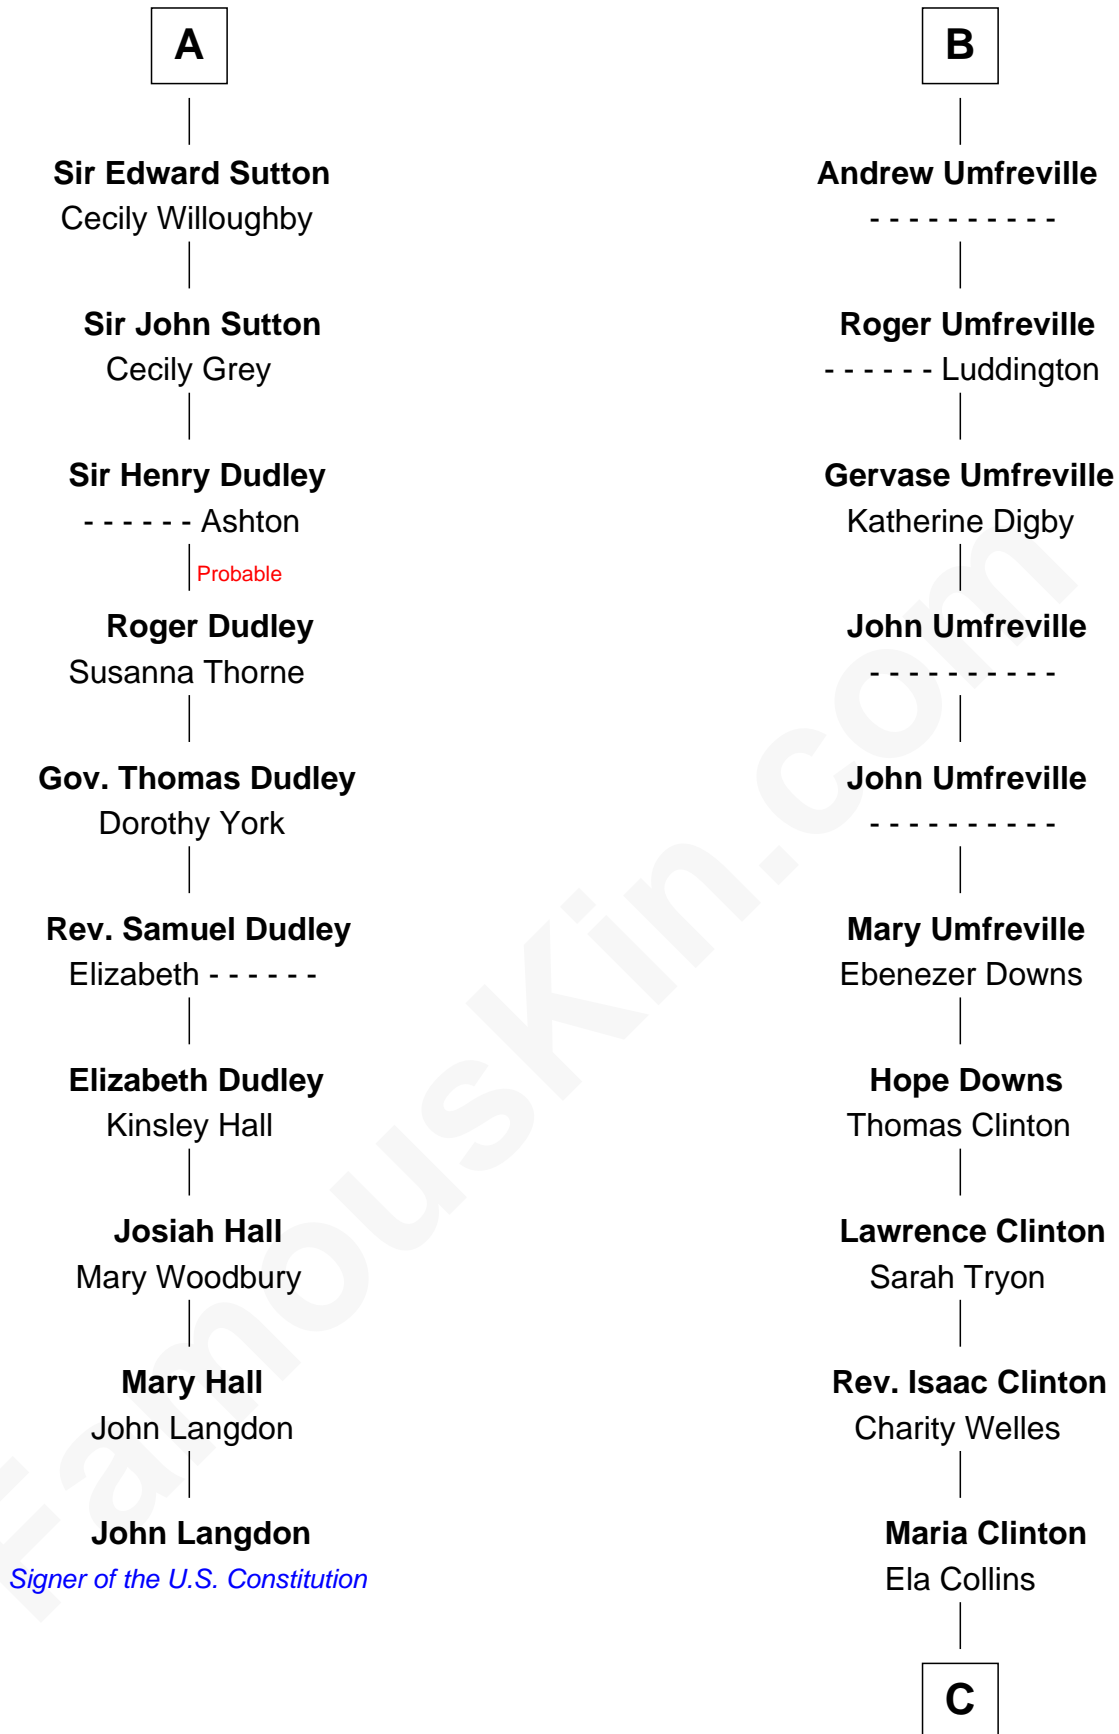 A
Sir Edward Sutton
Cecily Willoughby
Sir John Sutton
Cecily Grey
Sir Henry Dudley
- - - - - - Ashton
Probable
Roger Dudley
Susanna Thorne
Gov. Thomas Dudley
Dorothy York
Rev. Samuel Dudley
Elizabeth - - - - - -
Elizabeth Dudley
Kinsley Hall
Josiah Hall
Mary Woodbury
Mary Hall
John Langdon
John Langdon
Signer of the U.S. Constitution
B
Andrew Umfreville
- - - - - - - - - -
Roger Umfreville
- - - - - - Luddington
Gervase Umfreville
Katherine Digby
John Umfreville
- - - - - - - - - -
John Umfreville
- - - - - - - - - -
Mary Umfreville
Ebenezer Downs
Hope Downs
Thomas Clinton
Lawrence Clinton
Sarah Tryon
Rev. Isaac Clinton
Charity Welles
Maria Clinton
Ela Collins
C
FamousKin.com